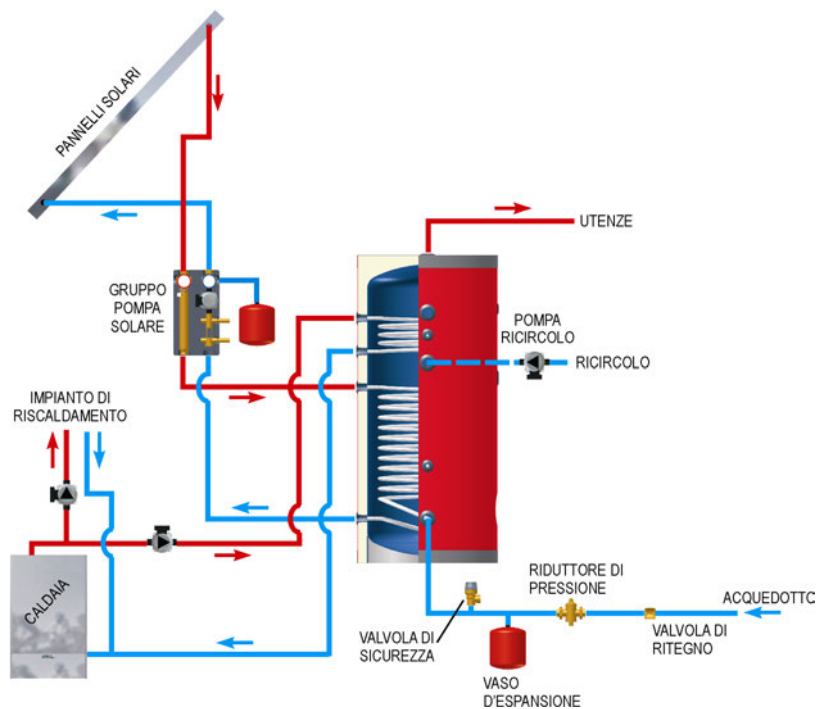 PANNELLI SOLARI
UTENZE
GRUPPO
POMPA
SOLARE
POMPA
RICIRCOLO
RICIRCOLO
IMPIANTO DI
RISCALDAMENTO
CALDAIA
RIDUTTORE DI
PRESSIONE
ACQUEDOTTO
VALVOLA DI
SICUREZZA
VALVOLA DI
RITEGNO
VASO
D'ESPANSIONE